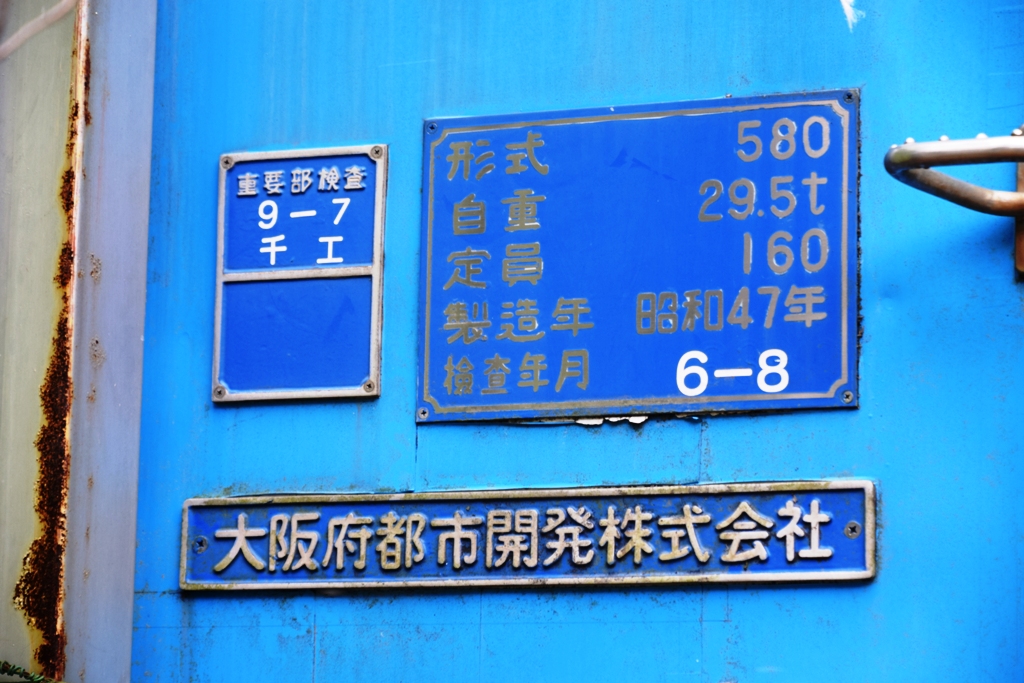 重要部検査
9-7
千 工
形式 580
自重 29.5t
定員 160
製造年 昭和47年
検査年月 6-8
大阪府都市開発株式会社